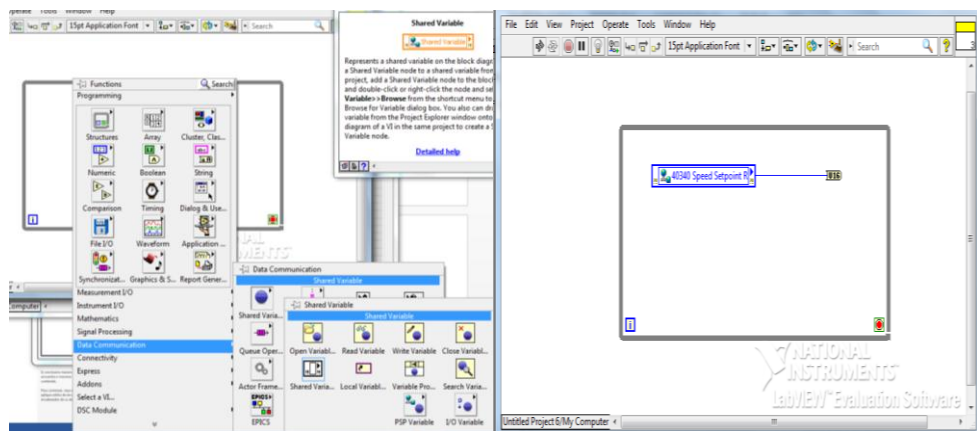 Operate Tools Window Help
15pt Application Font
Search
Functions
Search
Programming
Structures Array Cluster, Clas...
Numeric Boolean String
Comparison Timing Dialog & Use...
File I/O Waveform Application ...
Synchronizat... Graphics & S... Report Gener...
Measurement I/O
Instrument I/O
Mathematics
Signal Processing
Data Communication
Connectivity
Express
Addons
Select a VI...
DSC Module
Computer
Data Communication
Shared Variable
Shared Varia...
Queue Oper...
Actor Frame...
EPICS
EPICS
Shared Variable
Shared Variable
Open Variabl... Read Variable Write Variable Close Variabl...
Shared Varia... Local Variabl... Variable Pro... Search Varia...
PSP Variable I/O Variable
Shared Variable
Shared Variable
Represents a shared variable on the block
a Shared Variable node to a shared variable
project, add a Shared Variable node to the
and double-click or right-click the node and
Variable>>Browse from the shortcut menu to
Browse for Variable dialog box. You also can
variable from the Project Explorer window
diagram of a VI in the same project to create a
Variable node.
Detailed help
File Edit View Project Operate Tools Window Help
15pt Application Font
Search
3
40340 Speed Setpoint R
U16
i
NATIONAL
INSTRUMENTS
LabVIEW™ Evaluation Software
Untitled Project 6/My Computer